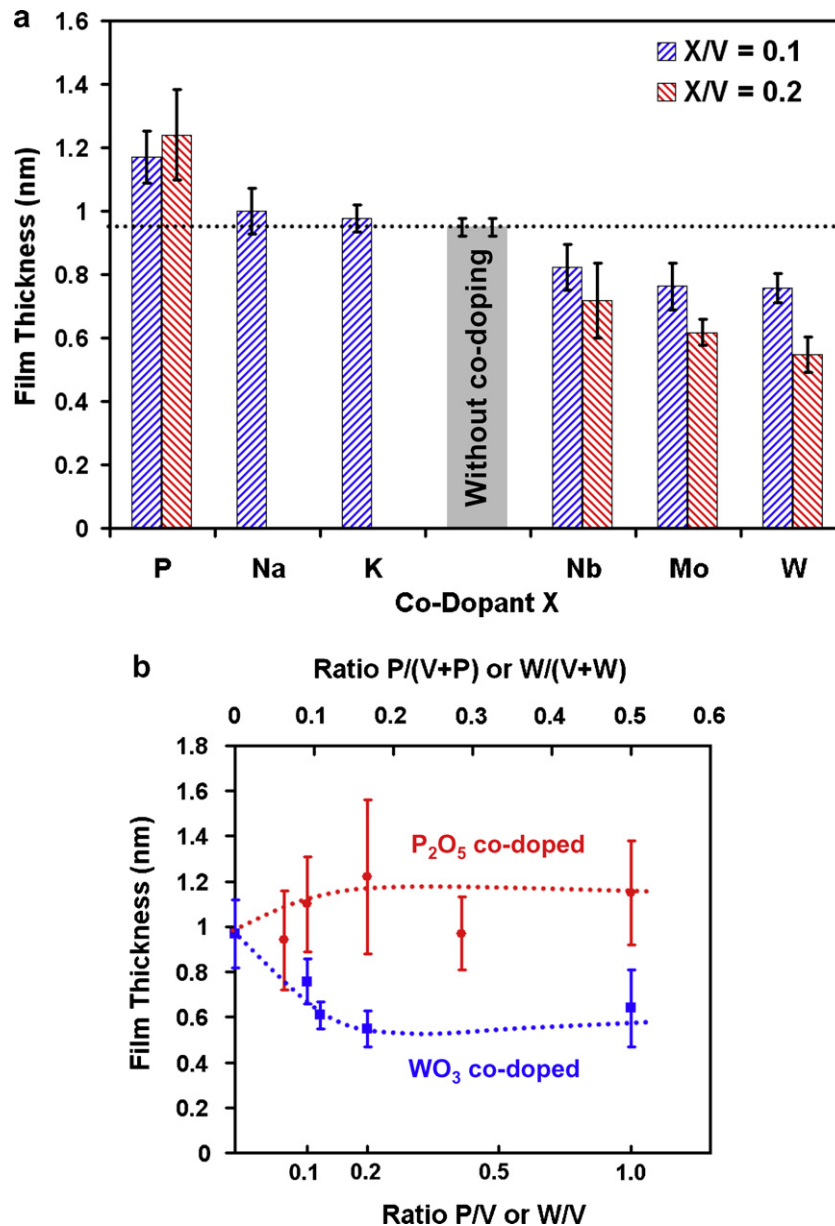 a
1.6
1.4
1.2
1
0.8
0.6
0.4
0.2
0
Film Thickness (nm)
X/V = 0.1
X/V = 0.2
Without co-doping
P Na K Nb Mo W
Co-Dopant X
b
Ratio P/(V+P) or W/(V+W)
0 0.1 0.2 0.3 0.4 0.5 0.6
1.8
1.6
1.4
1.2
1
0.8
0.6
0.4
0.2
0
Film Thickness (nm)
P₂O₅ co-doped
WO₃ co-doped
0.1 0.2 0.5 1.0
Ratio P/V or W/V